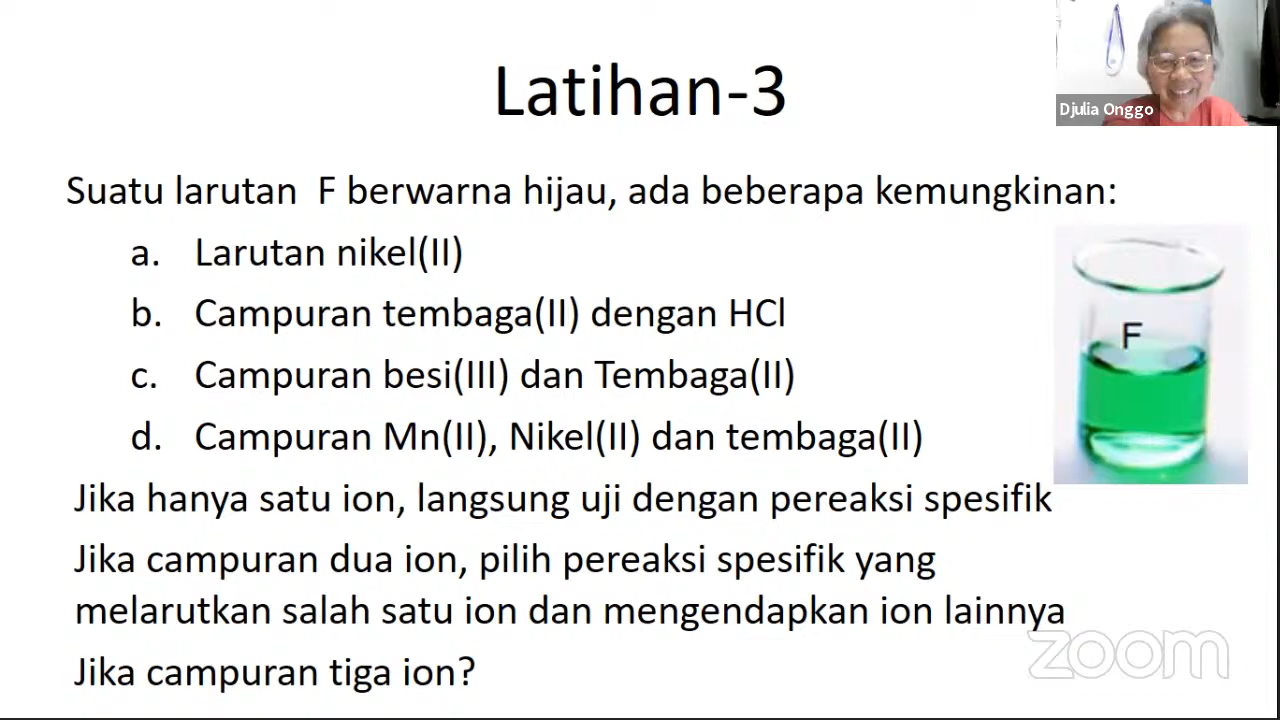 Latihan-3
Djulia Onggo
Suatu larutan F berwarna hijau, ada beberapa kemungkinan:
a. Larutan nikel(II)
b. Campuran tembaga(II) dengan HCl
c. Campuran besi(III) dan Tembaga(II)
d. Campuran Mn(II), Nikel(II) dan tembaga(II)
F
Jika hanya satu ion, langsung uji dengan pereaksi spesifik
Jika campuran dua ion, pilih pereaksi spesifik yang
melarutkan salah satu ion dan mengendapkan ion lainnya
zoom
Jika campuran tiga ion?